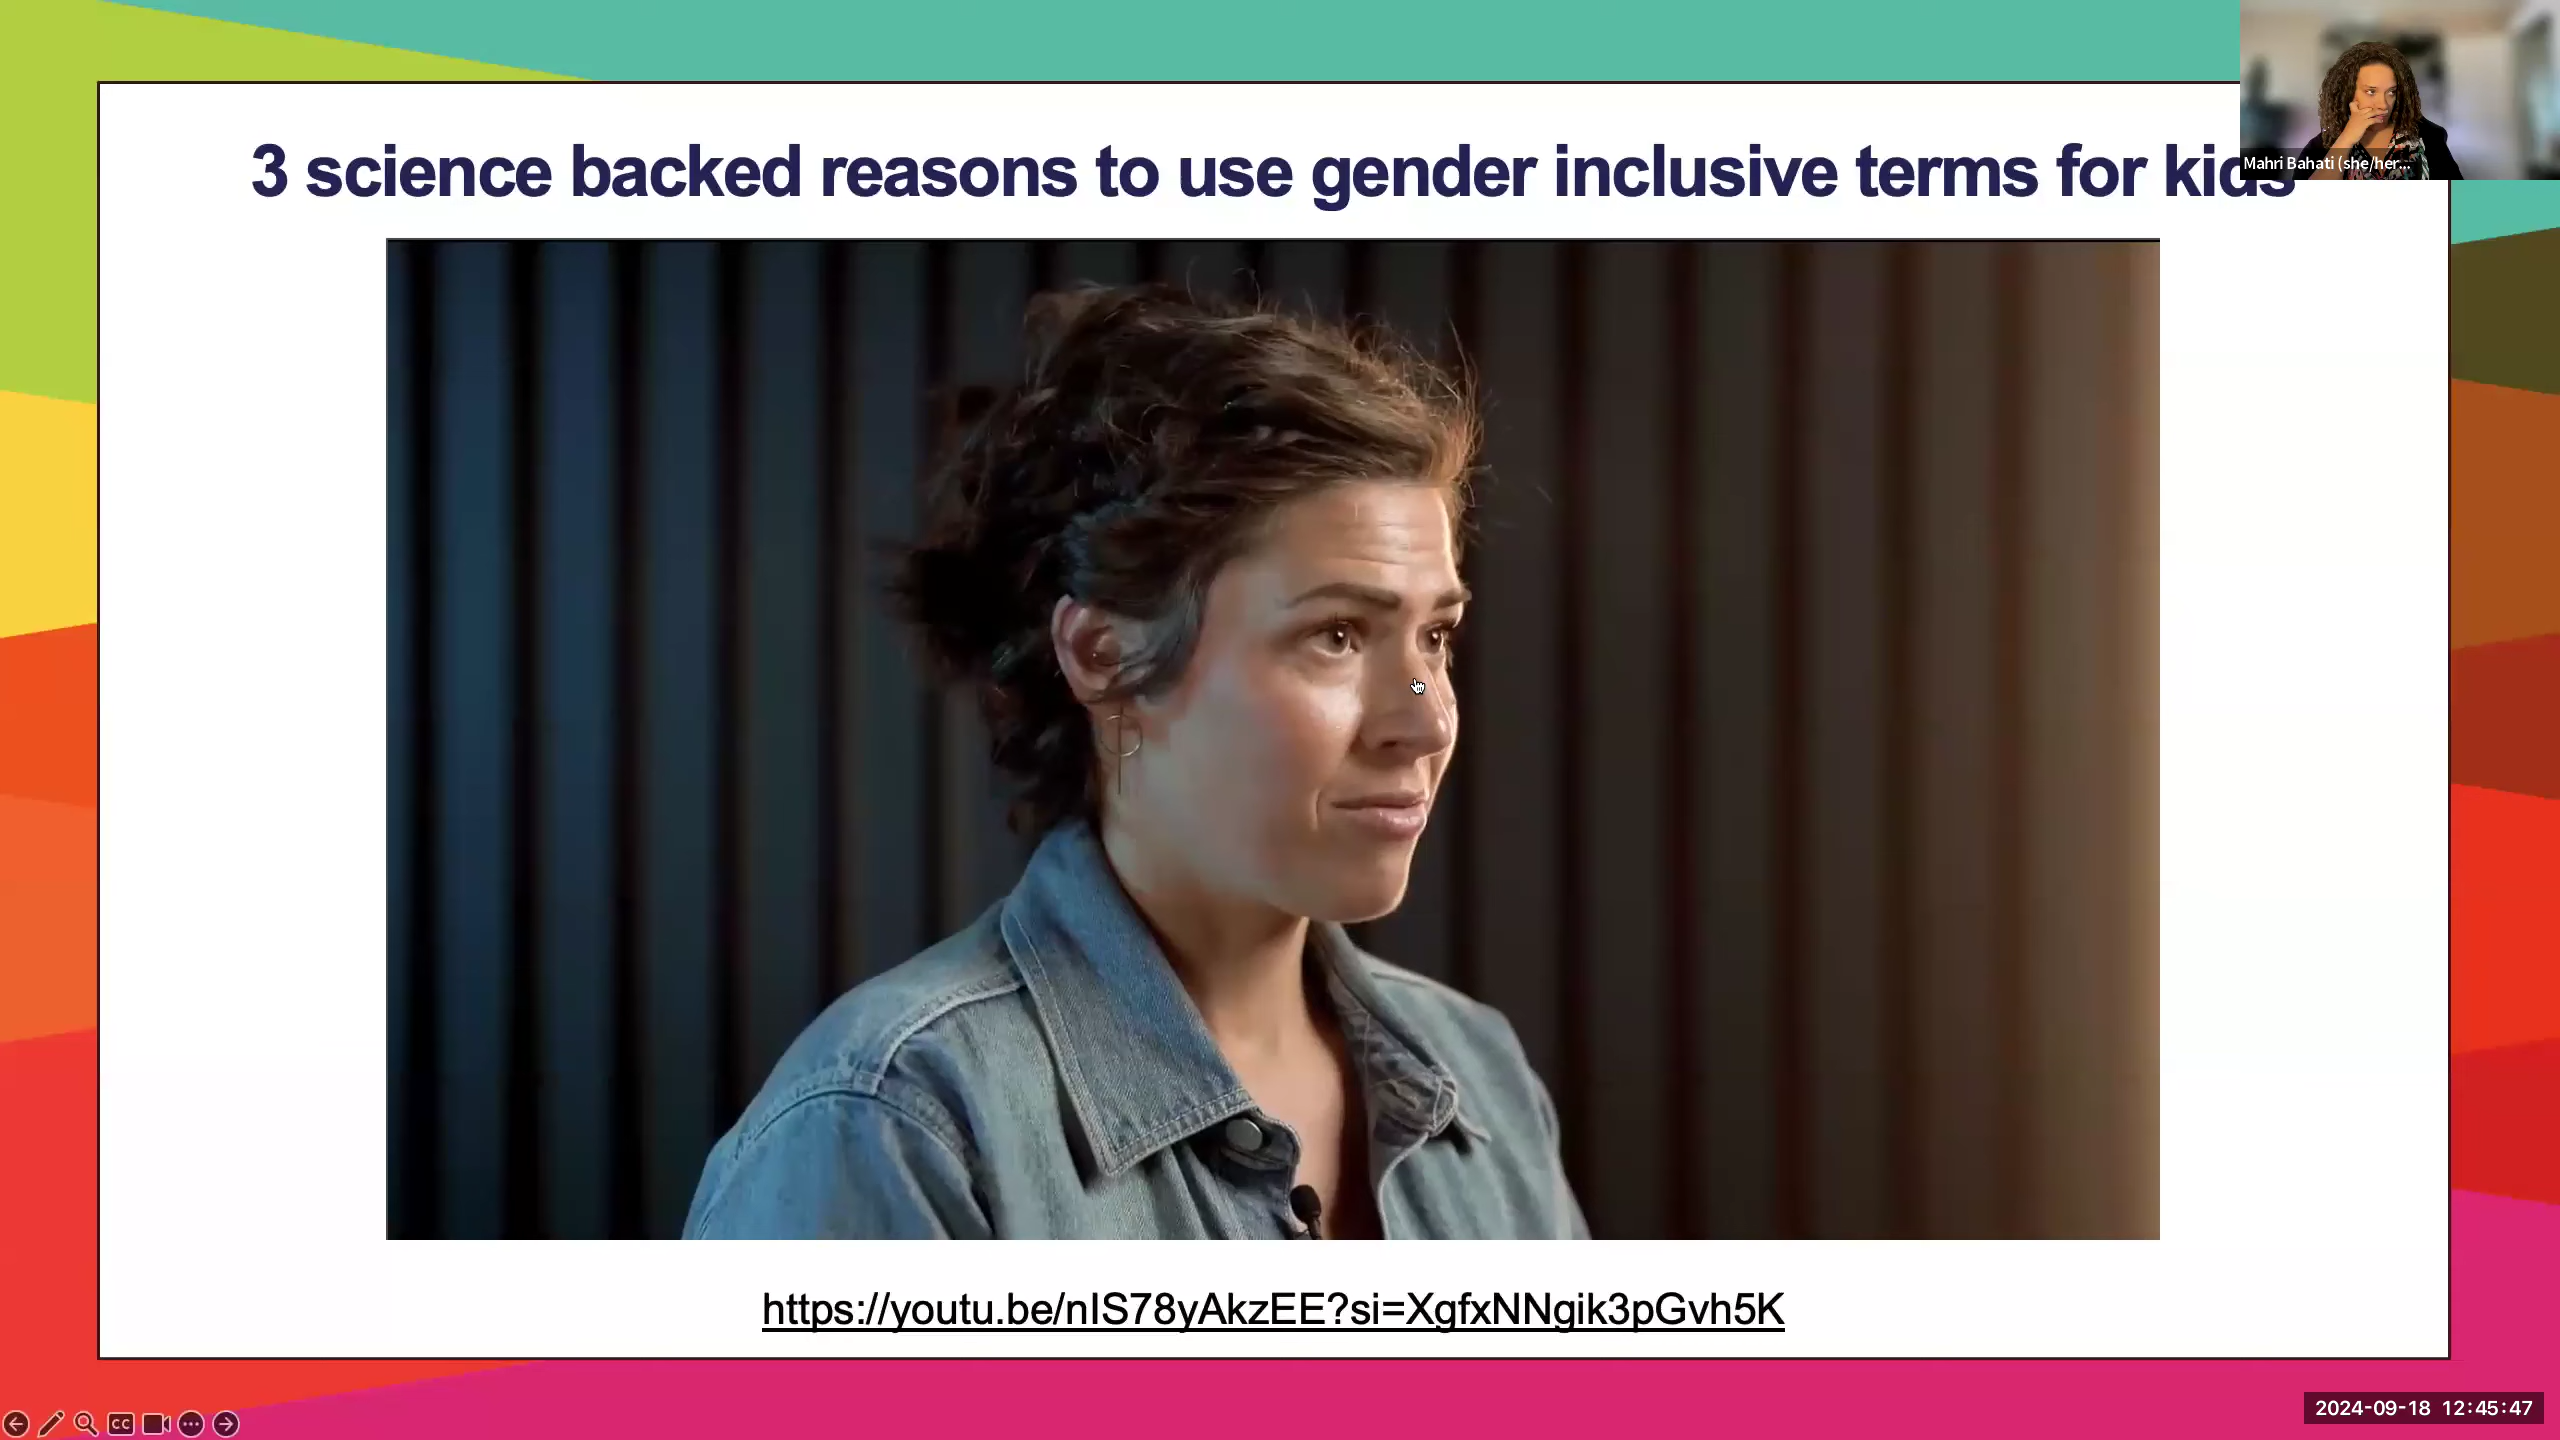 3 science backed reasons to use gender inclusive terms for kids
Mahri Bahati (she/her...
https://youtu.be/nIS78yAkzEE?si=XgfxNNgik3pGvh5K
CC
2024-09-18 12:45:47